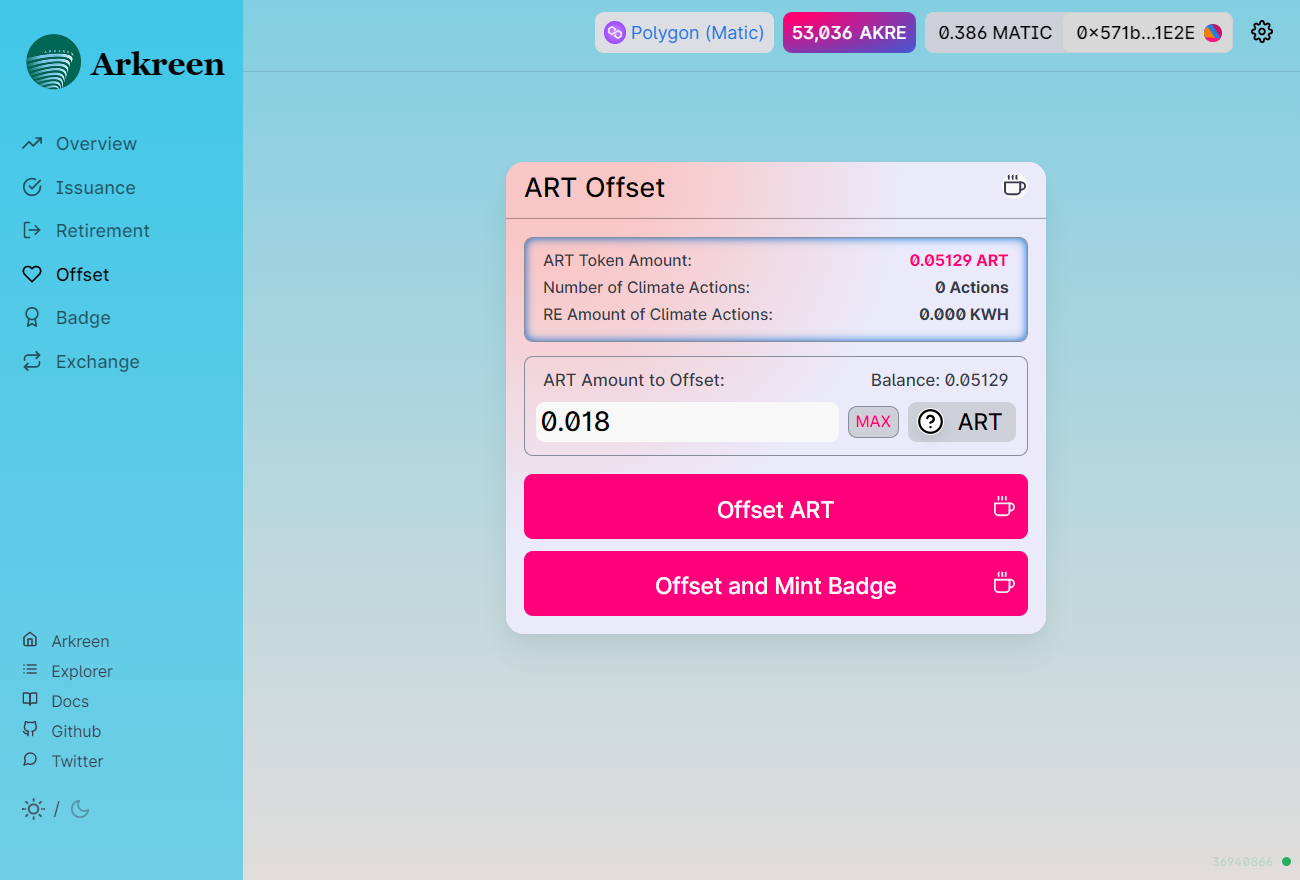 Arkreen
Polygon (Matic)
53,036 AKRE
0.386 MATIC
0×571b...1E2E
Overview
Issuance
Retirement
Offset
Badge
Exchange
ART Offset
ART Token Amount: 0.05129 ART
Number of Climate Actions: 0 Actions
RE Amount of Climate Actions: 0.000 KWH
ART Amount to Offset: Balance: 0.05129
0.018 MAX ? ART
Offset ART
Offset and Mint Badge
Arkreen
Explorer
Docs
Github
Twitter
/
36940866